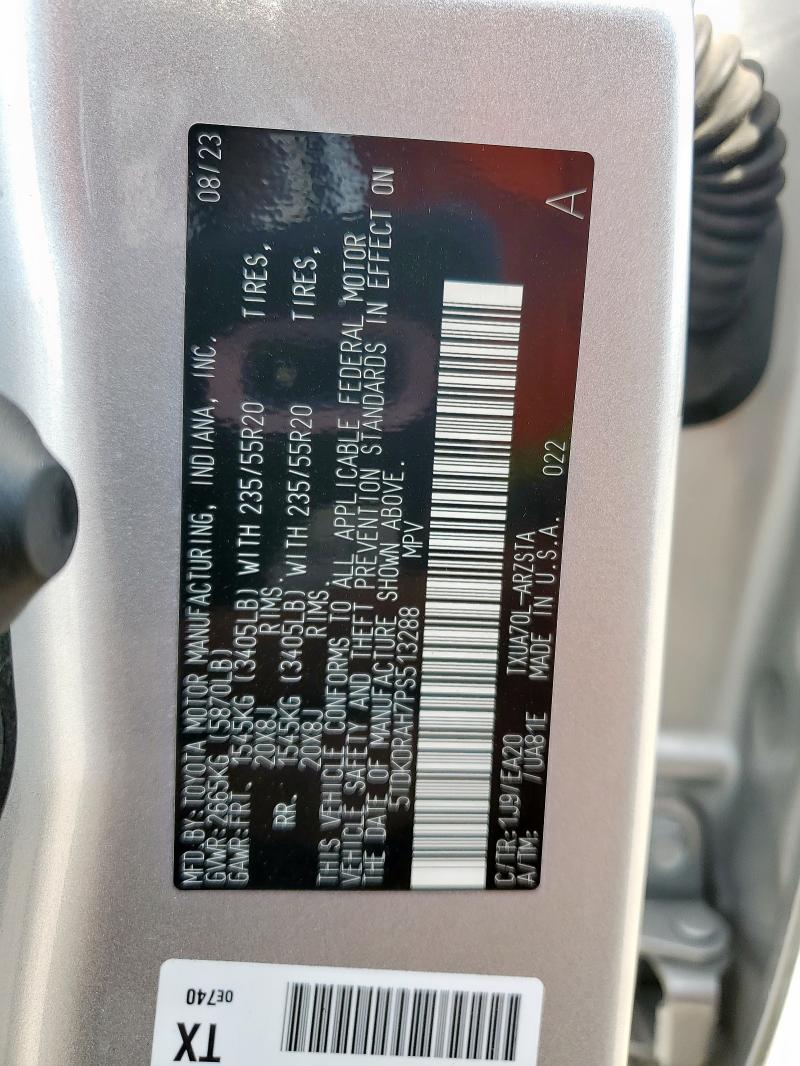 MFD.BY:TOYOTA MOTOR MANUFACTURING, INDIANA, INC. 08/23
GVWR:2665KG (5870LB)
GAWR:FRT. 1545KG (3405LB) WITH 235/55R20 TIRES,
20X8J RIMS.
RR. 1545KG (3405LB) WITH 235/55R20 TIRES,
20X8J RIMS.
THIS VEHICLE CONFORMS TO ALL APPLICABLE FEDERAL MOTOR
VEHICLE SAFETY AND THEFT PREVENTION STANDARDS IN EFFECT ON
THE DATE OF MANUFACTURE SHOWN ABOVE.
5TDKDRAH7PS513288 MPV
C/TR:1J9/EA20 TXUA70L-ARZSTA
A/TM: /UA81E MADE IN U.S.A. 022
A
0E740
TX